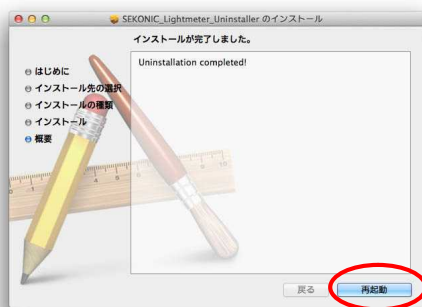 SEKONIC_Lightmeter_Uninstaller のインストール
インストールが完了しました。
Uninstallation completed!
はじめに
インストール先の選択
インストールの種類
インストール
概要
戻る
再起動